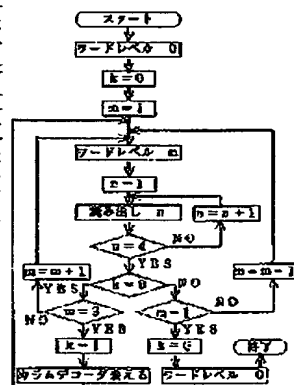 スタート
ワードレベル 0
k=0
m=1
ワードレベル m
n=1
読み出し n
n=n+1
n=4
NO
YES
m=m+1
k=0
m=m-1
YES
NO
NO
m=3
m=1
NO
YES
YES
k=1
k=0
終了
カラムデコーダ変える
ワードレベル 0